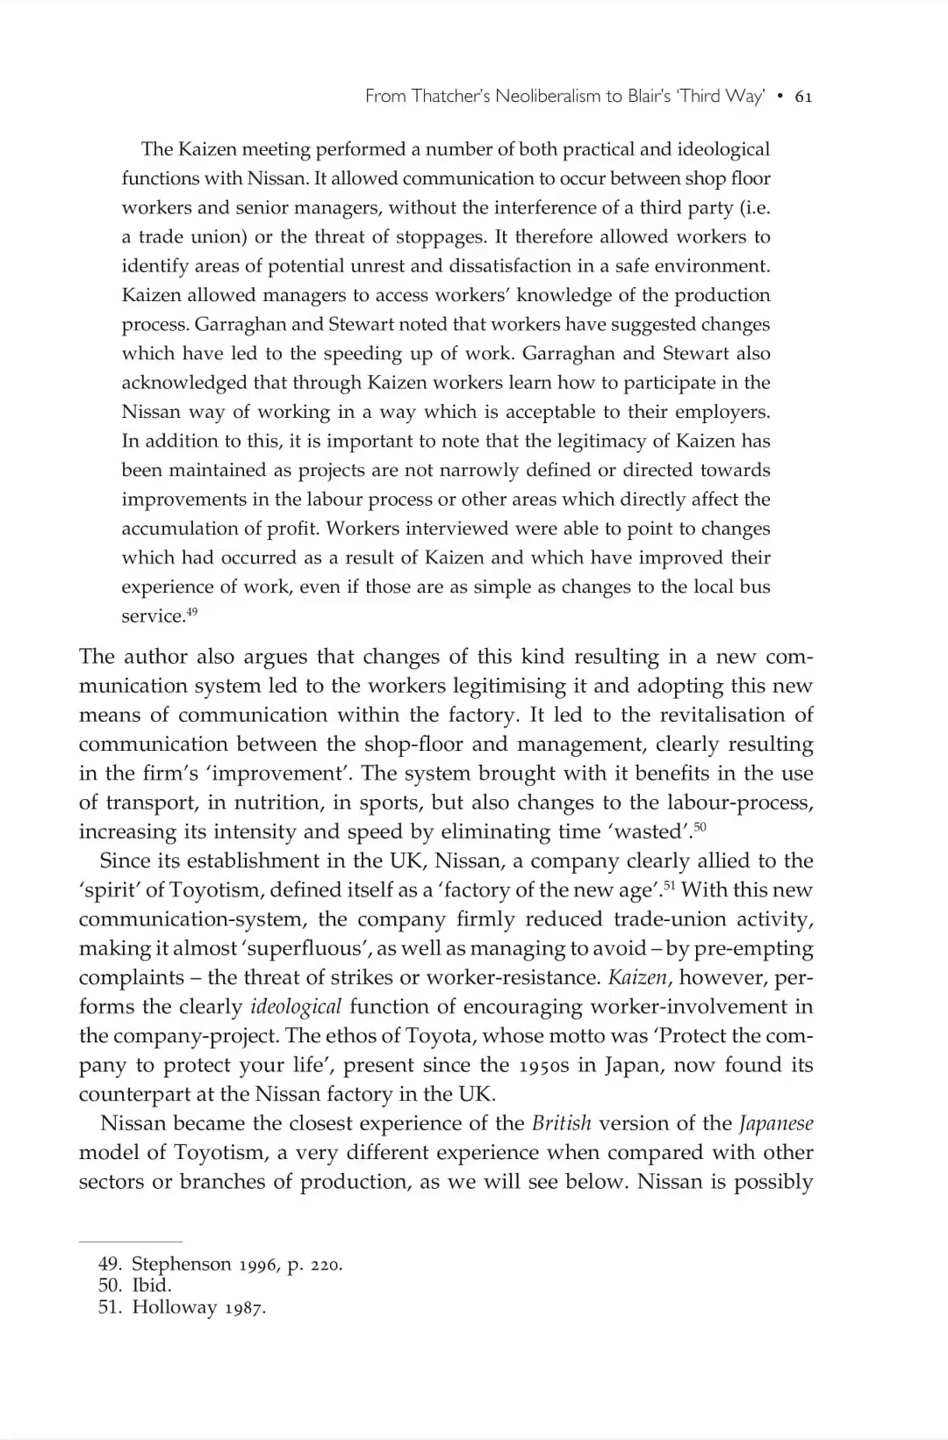 From Thatcher's Neoliberalism to Blair's 'Third Way' • 61
The Kaizen meeting performed a number of both practical and ideological
functions with Nissan. It allowed communication to occur between shop floor
workers and senior managers, without the interference of a third party (i.e.
a trade union) or the threat of stoppages. It therefore allowed workers to
identify areas of potential unrest and dissatisfaction in a safe environment.
Kaizen allowed managers to access workers' knowledge of the production
process. Garraghan and Stewart noted that workers have suggested changes
which have led to the speeding up of work. Garraghan and Stewart also
acknowledged that through Kaizen workers learn how to participate in the
Nissan way of working in a way which is acceptable to their employers.
In addition to this, it is important to note that the legitimacy of Kaizen has
been maintained as projects are not narrowly defined or directed towards
improvements in the labour process or other areas which directly affect the
accumulation of profit. Workers interviewed were able to point to changes
which had occurred as a result of Kaizen and which have improved their
experience of work, even if those are as simple as changes to the local bus
service.49
The author also argues that changes of this kind resulting in a new com-
munication system led to the workers legitimising it and adopting this new
means of communication within the factory. It led to the revitalisation of
communication between the shop-floor and management, clearly resulting
in the firm's 'improvement'. The system brought with it benefits in the use
of transport, in nutrition, in sports, but also changes to the labour-process,
increasing its intensity and speed by eliminating time 'wasted'.50
Since its establishment in the UK, Nissan, a company clearly allied to the
'spirit' of Toyotism, defined itself as a 'factory of the new age'.51 With this new
communication-system, the company firmly reduced trade-union activity,
making it almost 'superfluous', as well as managing to avoid – by pre-empting
complaints – the threat of strikes or worker-resistance. Kaizen, however, per-
forms the clearly ideological function of encouraging worker-involvement in
the company-project. The ethos of Toyota, whose motto was 'Protect the com-
pany to protect your life', present since the 1950s in Japan, now found its
counterpart at the Nissan factory in the UK.
Nissan became the closest experience of the British version of the Japanese
model of Toyotism, a very different experience when compared with other
sectors or branches of production, as we will see below. Nissan is possibly
49. Stephenson 1996, p. 220.
50. Ibid.
51. Holloway 1987.